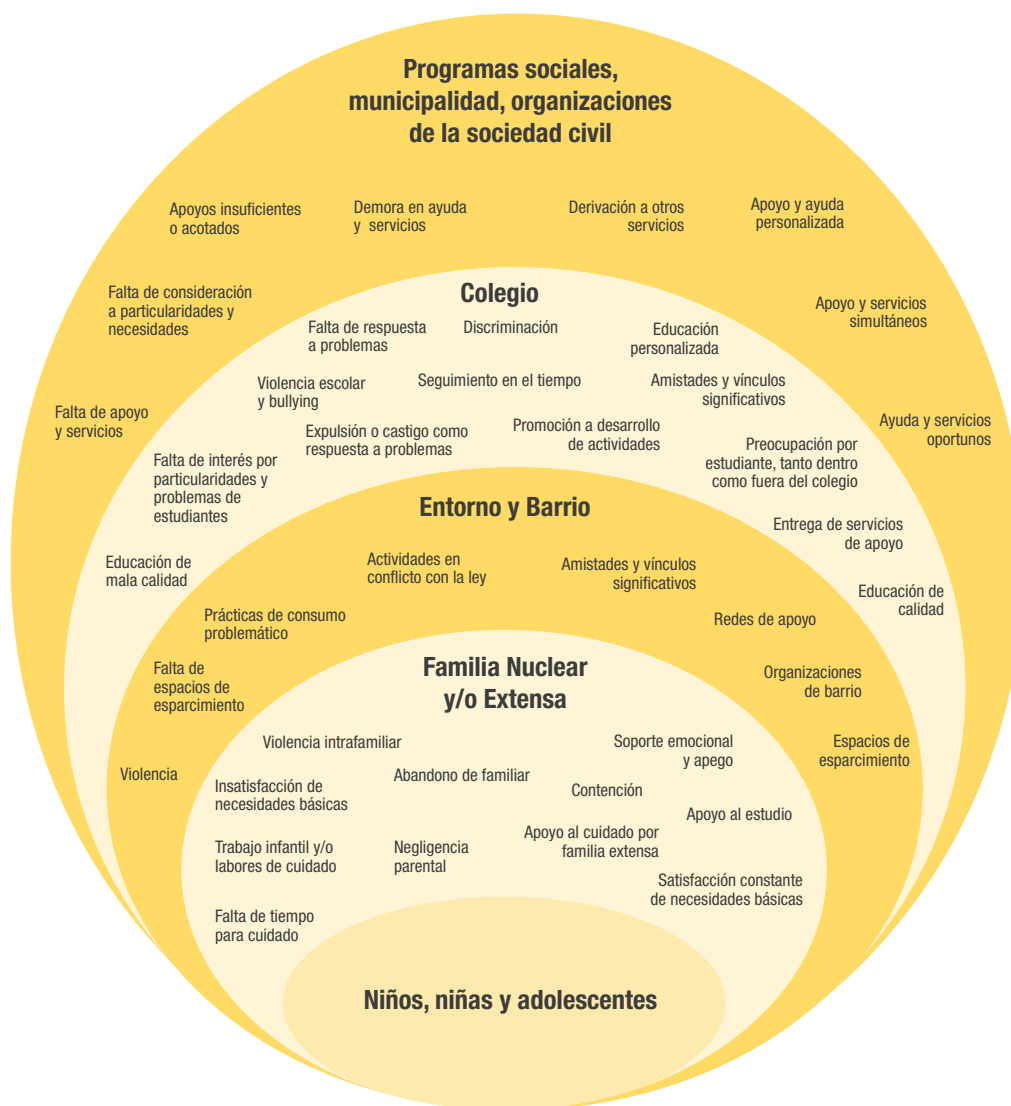 Programas sociales,
municipalidad, organizaciones
de la sociedad civil
Apoyos insuficientes
o acotados
Demora en ayuda
y servicios
Derivación a otros
servicios
Apoyo y ayuda
personalizada
Falta de consideración
a particularidades y
necesidades
Apoyo y servicios
simultáneos
Falta de apoyo
y servicios
Ayuda y servicios
oportunos
Colegio
Falta de respuesta
a problemas
Discriminación
Educación
personalizada
Violencia escolar
y bullying
Seguimiento en el tiempo
Amistades y vínculos
significativos
Expulsión o castigo como
respuesta a problemas
Promoción a desarrollo
de actividades
Preocupación por
estudiante, tanto dentro
como fuera del colegio
Falta de interés por
particularidades y
problemas de
estudiantes
Entrega de servicios
de apoyo
Educación de
mala calidad
Educación de
calidad
Entorno y Barrio
Actividades en
conflicto con la ley
Amistades y vínculos
significativos
Prácticas de consumo
problemático
Redes de apoyo
Falta de
espacios de
esparcimiento
Organizaciones
de barrio
Violencia
Espacios de
esparcimiento
Familia Nuclear
y/o Extensa
Violencia intrafamiliar
Soporte emocional
y apego
Insatisfacción de
necesidades básicas
Abandono de familiar
Contención
Apoyo al estudio
Trabajo infantil y/o
labores de cuidado
Negligencia
parental
Apoyo al cuidado por
familia extensa
Satisfacción constante
de necesidades básicas
Falta de tiempo
para cuidado
Niños, niñas y adolescentes